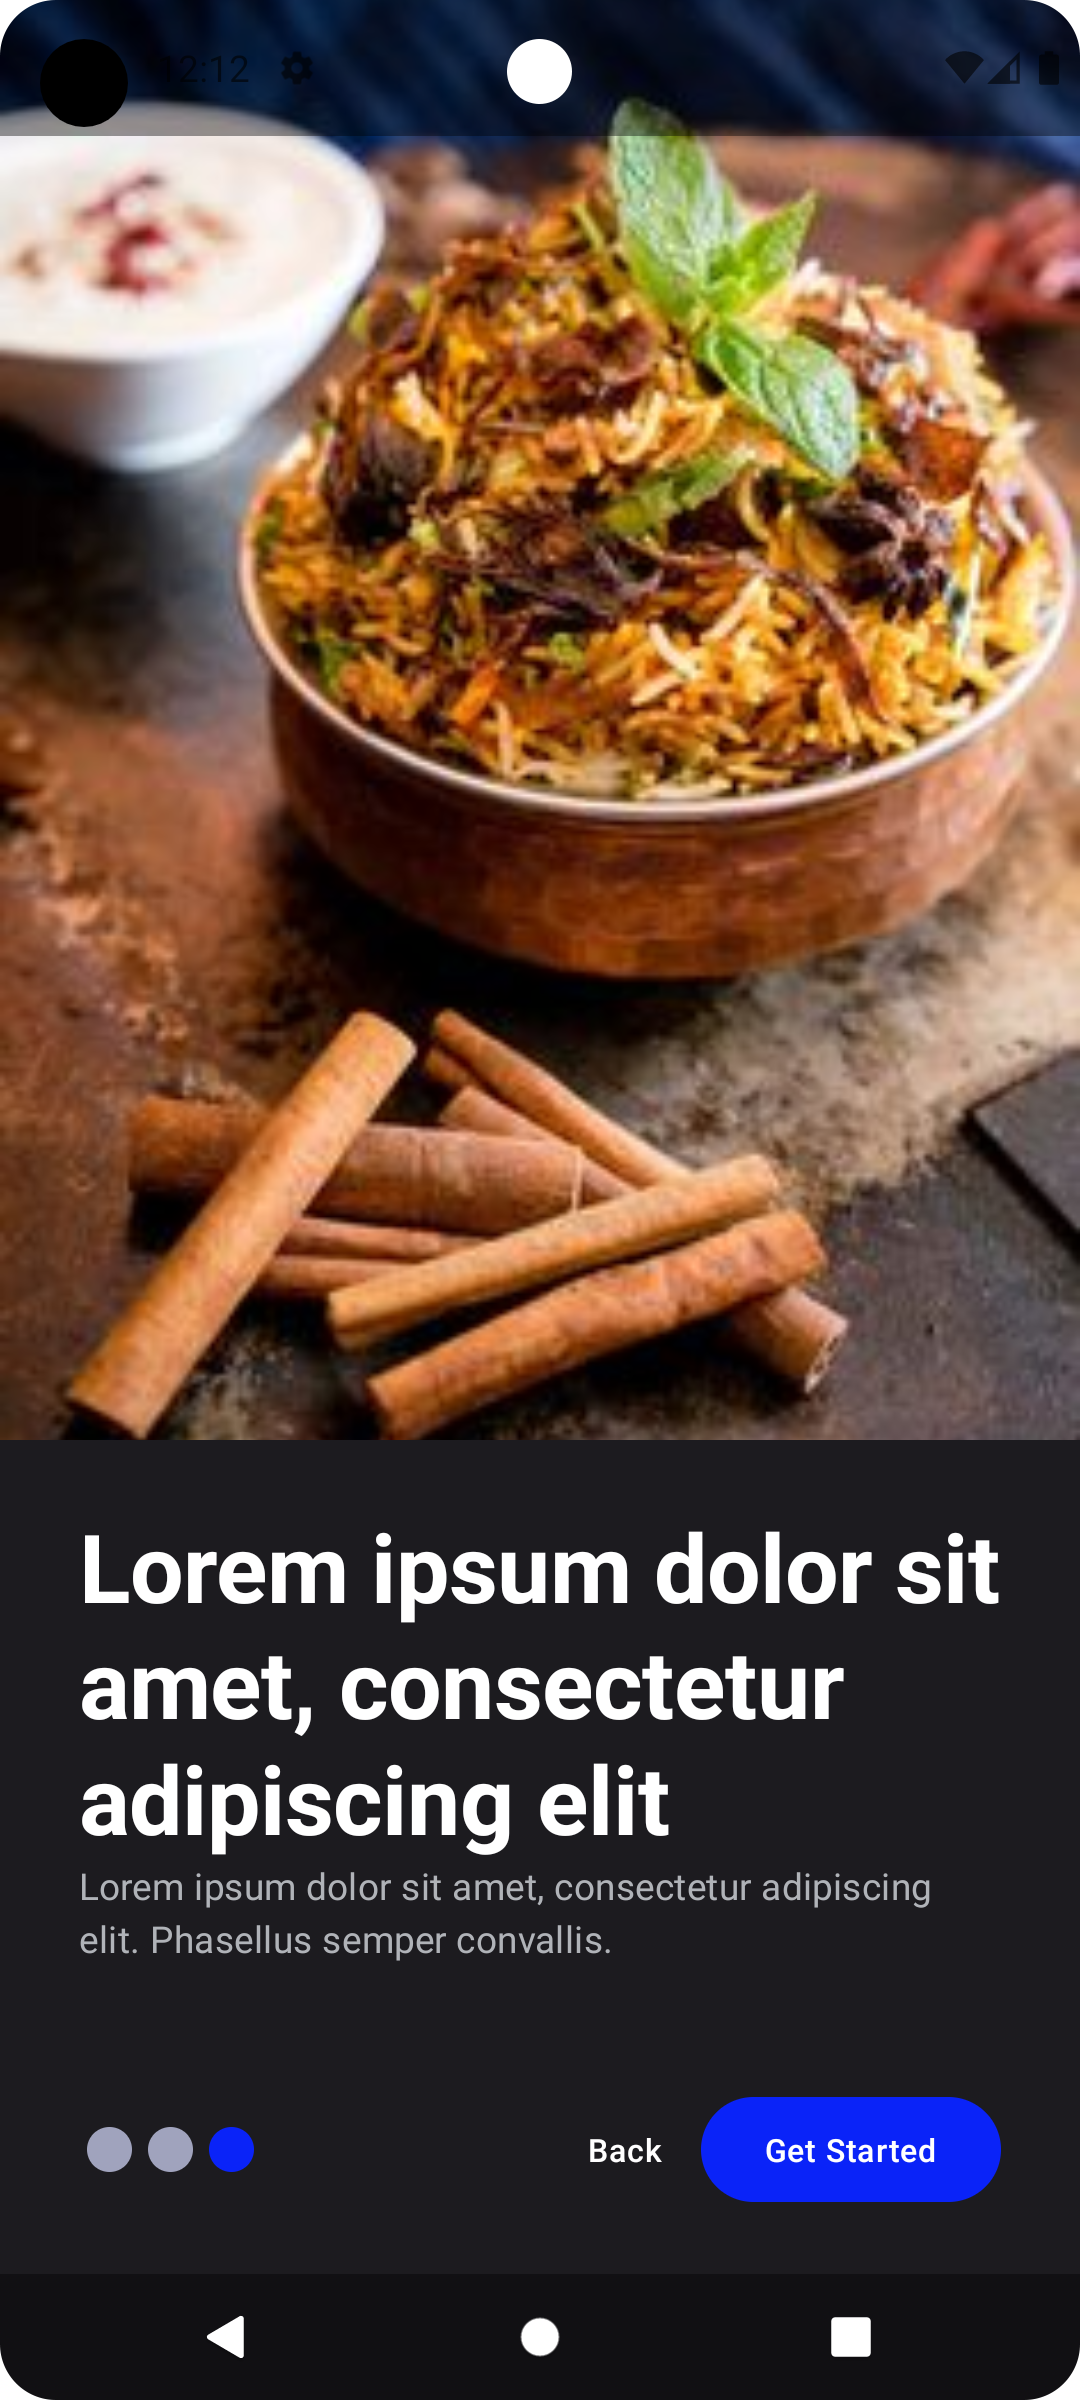 12:12
Lorem ipsum dolor sit
amet, consectetur
adipiscing elit
Lorem ipsum dolor sit amet, consectetur adipiscing
elit. Phasellus semper convallis.
Back
Get Started